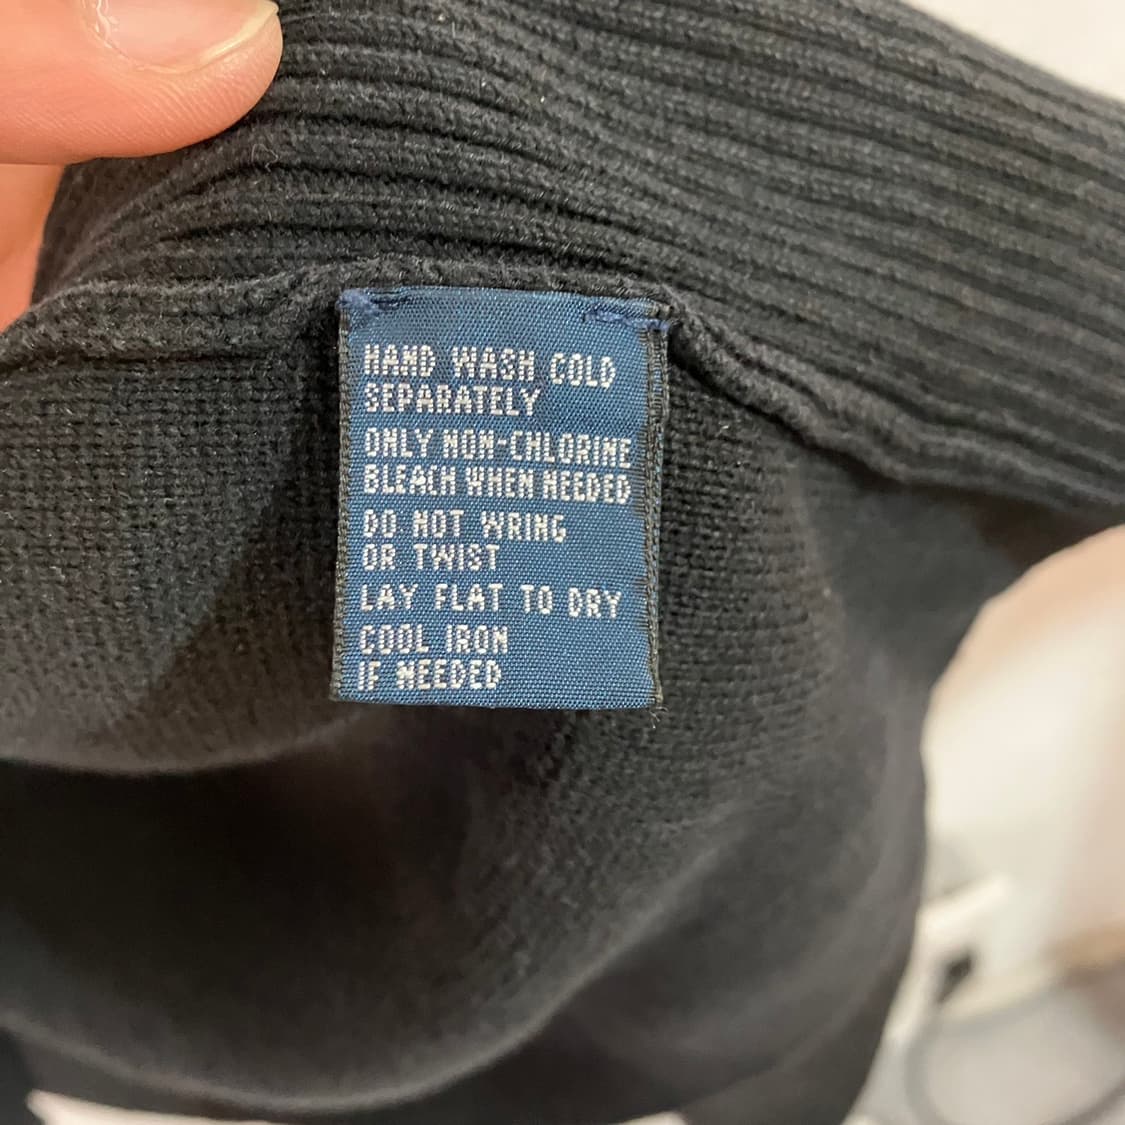 HAND WASH COLD
SEPARATELY
ONLY NON-CHLORINE
BLEACH WHEN NEEDED
DO NOT WRING
OR TWIST
LAY FLAT TO DRY
COOL IRON
IF NEEDED